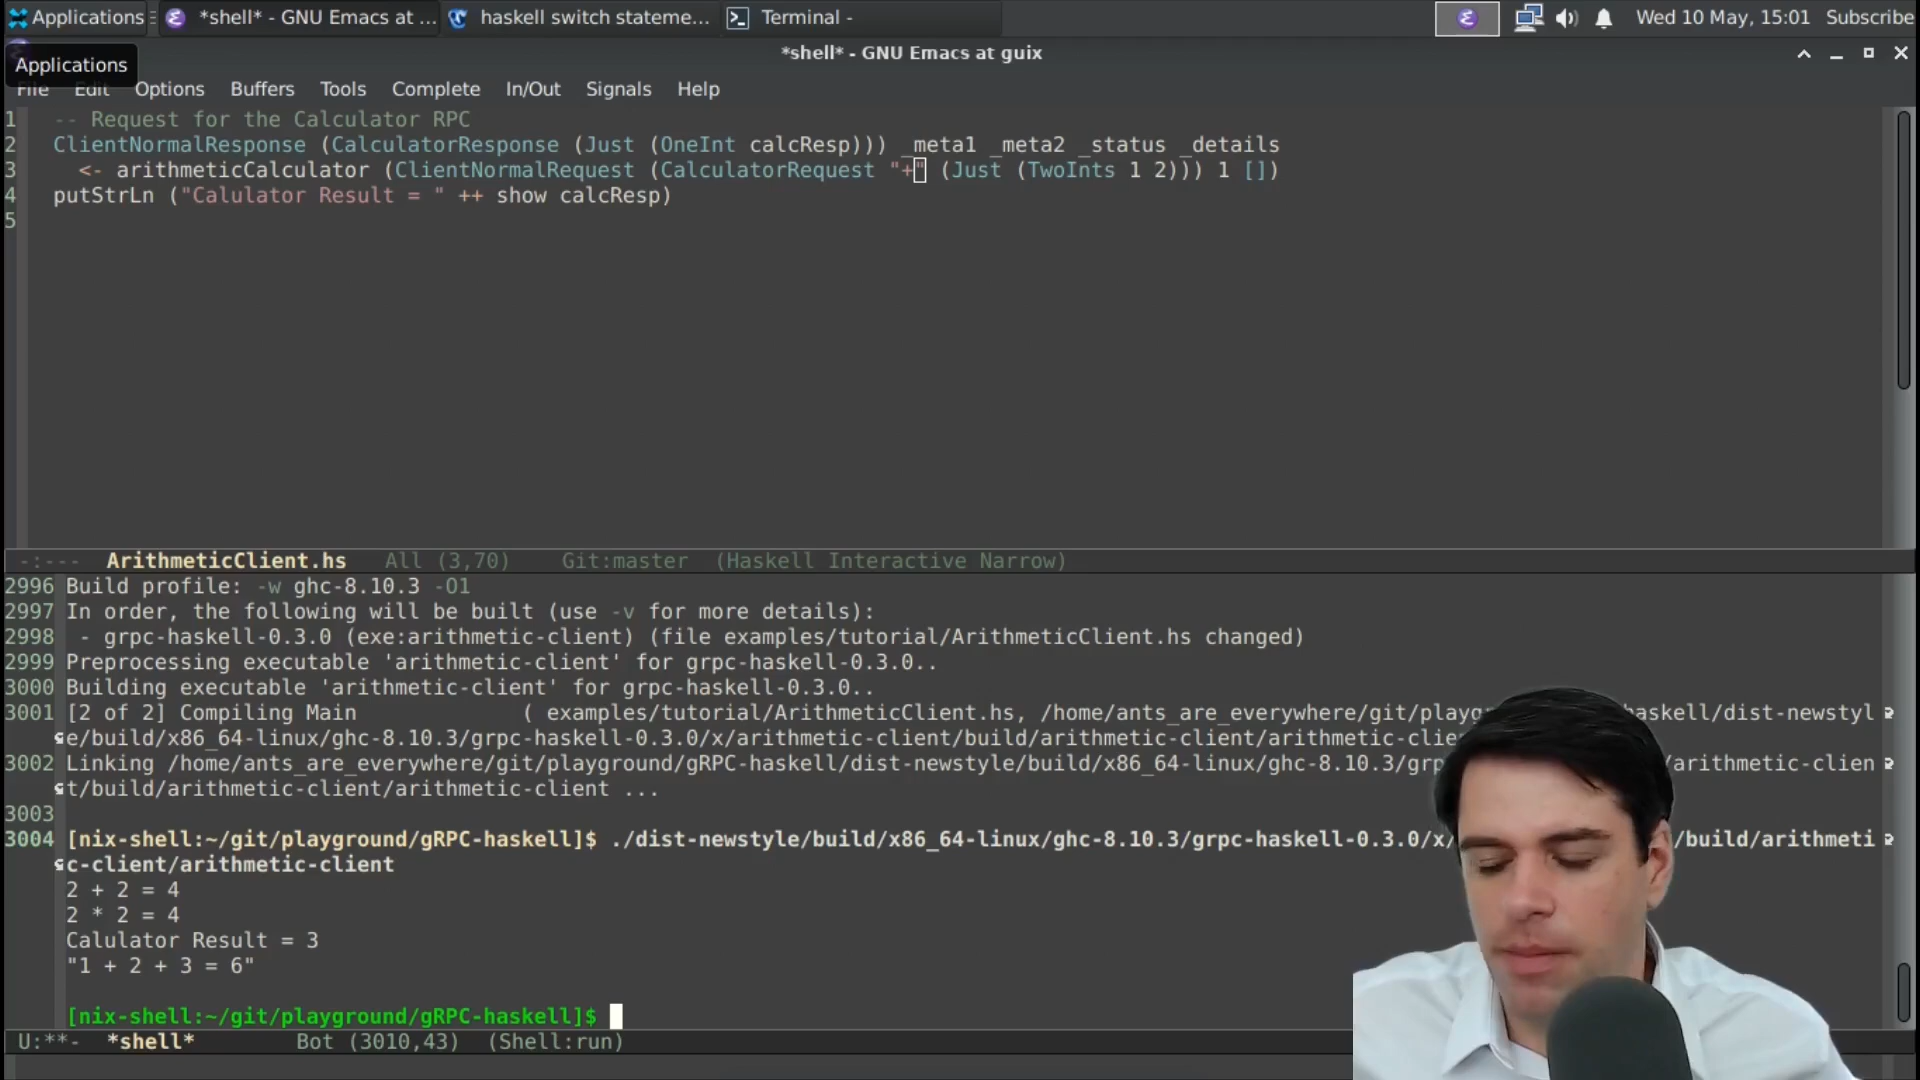 Applications
*shell* - GNU Emacs at ...
haskell switch stateme...
Terminal -
Wed 10 May, 15:01
Subscribe
*shell* - GNU Emacs at guix
Applications
File Edit Options Buffers Tools Complete In/Out Signals Help
1 -- Request for the Calculator RPC
2 ClientNormalResponse (CalculatorResponse (Just (OneInt calcResp))) _meta1 _meta2 _status _details
3 <- arithmeticCalculator (ClientNormalRequest (CalculatorRequest "+" (Just (TwoInts 1 2))) 1 [])
4 putStrLn ("Calulator Result = " ++ show calcResp)
5
-:--- ArithmeticClient.hs All (3,70) Git:master (Haskell Interactive Narrow)
2996 Build profile: -w ghc-8.10.3 -O1
2997 In order, the following will be built (use -v for more details):
2998 - grpc-haskell-0.3.0 (exe:arithmetic-client) (file examples/tutorial/ArithmeticClient.hs changed)
2999 Preprocessing executable 'arithmetic-client' for grpc-haskell-0.3.0..
3000 Building executable 'arithmetic-client' for grpc-haskell-0.3.0..
3001 [2 of 2] Compiling Main ( examples/tutorial/ArithmeticClient.hs, /home/ants_are_everywhere/git/playg haskell/dist-newstyl
e/build/x86_64-linux/ghc-8.10.3/grpc-haskell-0.3.0/x/arithmetic-client/build/arithmetic-client/arithmetic-clie
3002 Linking /home/ants_are_everywhere/git/playground/gRPC-haskell/dist-newstyle/build/x86_64-linux/ghc-8.10.3/grp arithmetic-clien
t/build/arithmetic-client/arithmetic-client ...
3003
3004 [nix-shell:~/git/playground/gRPC-haskell]$ ./dist-newstyle/build/x86_64-linux/ghc-8.10.3/grpc-haskell-0.3.0/x/ /build/arithmeti
c-client/arithmetic-client
2 + 2 = 4
2 * 2 = 4
Calulator Result = 3
"1 + 2 + 3 = 6"
[nix-shell:~/git/playground/gRPC-haskell]$
U:**- *shell* Bot (3010,43) (Shell:run)